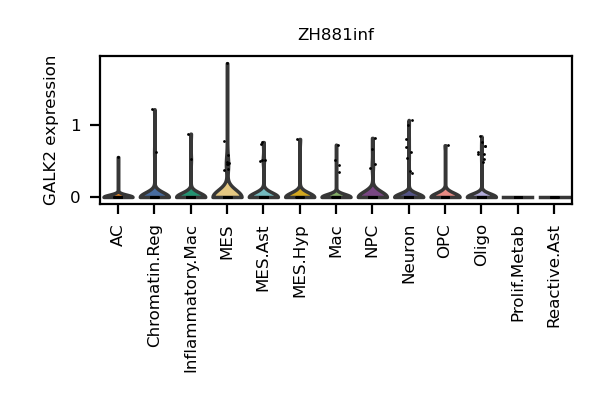 ZH881inf
GALK2 expression
1
0
AC
Chromatin.Reg
Inflammatory.Mac
MES
MES.Ast
MES.Hyp
Mac
NPC
Neuron
OPC
Oligo
Prolif.Metab
Reactive.Ast